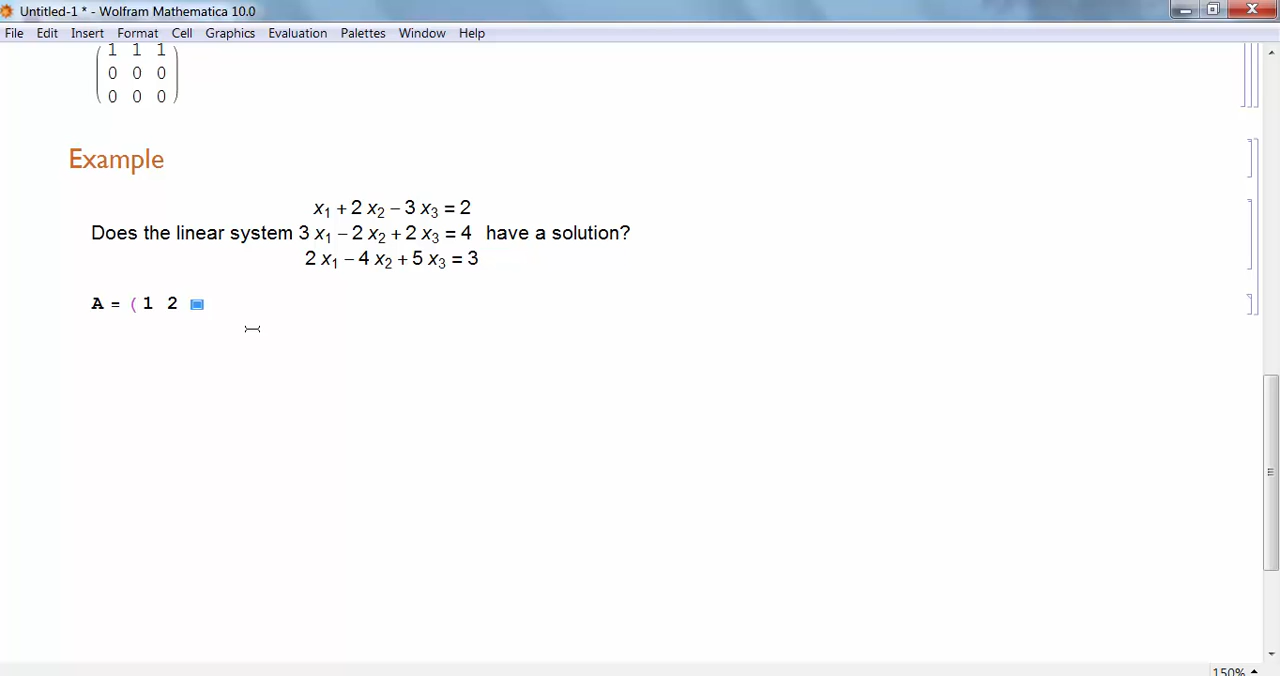 Untitled-1 * - Wolfram Mathematica 10.0
File Edit Insert Format Cell Graphics Evaluation Palettes Window Help
1 1 1
0 0 0
0 0 0
Example
x₁ + 2 x₂ − 3 x₃ = 2
Does the linear system 3 x₁ − 2 x₂ + 2 x₃ = 4 have a solution?
2 x₁ − 4 x₂ + 5 x₃ = 3
A = ( 1 2
150%